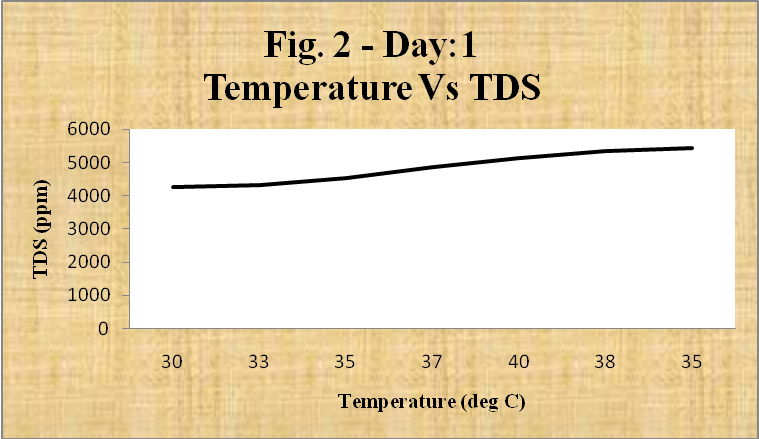 Fig. 2 - Day:1
Temperature Vs TDS
6000
5000
4000
3000
2000
1000
0
TDS (ppm)
30 33 35 37 40 38 35
Temperature (deg C)